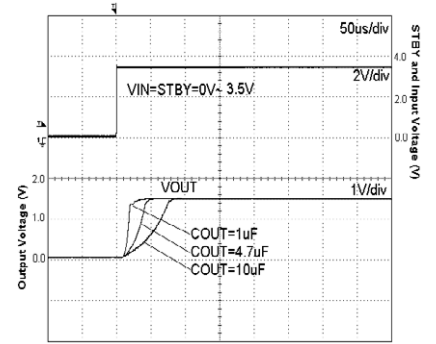 50us/div
4.0
2V/div
VIN=STBY=0V~ 3.5V
2.0
0.0
STBY and Input Voltage (V)
2.0
VOUT
1V/div
1.0
0.0
Output Voltage (V)
COUT=1uF
COUT=4.7uF
COUT=10uF